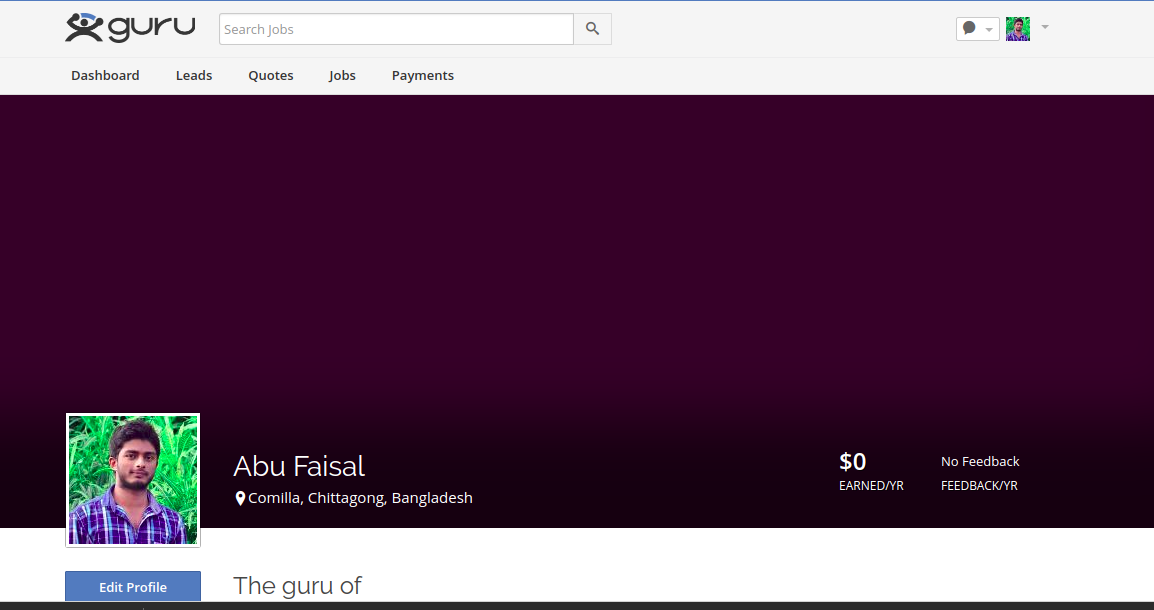 guru
Search Jobs
Dashboard Leads Quotes Jobs Payments
Abu Faisal
Comilla, Chittagong, Bangladesh
$0
EARNED/YR
No Feedback
FEEDBACK/YR
Edit Profile
The guru of